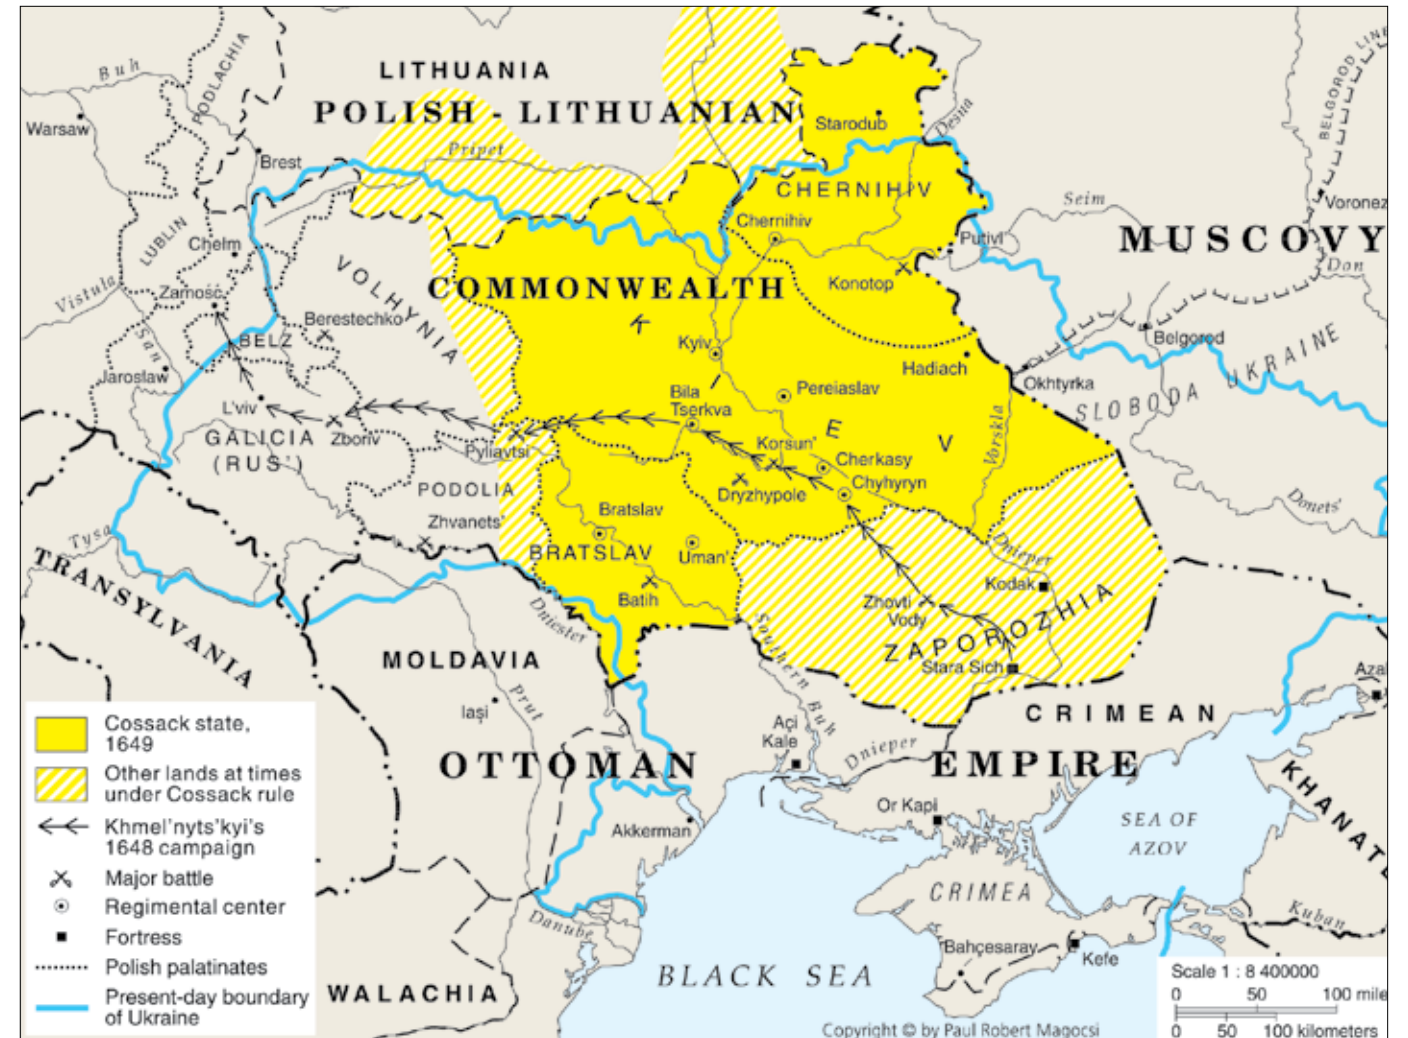 LITHUANIA
POLISH - LITHUANIAN
COMMONWEALTH
MUSCOVY
BELGOROD LINE
PODLACHIA
Buh
Warsaw
Brest
Pripet
Starodub
Desna
CHERNIHIV
Chernihiv
Seim
Voronez
Putivl
Don
LUBLIN
Chełm
Zamość
Vistula
San
VOLHYNIA
Berestechko
BELZ
Jarosław
Konotop
K
E
V
Kyiv
Hadiach
Belgorod
Okhtyrka
SLOBODA UKRAINE
Pereiaslav
Bila
Tserkva
L'viv
Zboriv
GALICIA
(RUS')
Pyliavtsi
Korsun'
Cherkasy
Chyhyryn
Dryzhypole
Vorskla
PODOLIA
Zhvanets'
Bratslav
BRATSLAV
Uman'
Batih
Donets'
Dnieper
Kodak
Zhovti
Vody
ZAPOROZHIA
Stara Sich
Tysa
TRANSYLVANIA
Dniester
MOLDAVIA
Iaşi
Prut
Southern Buh
Açi
Kale
Dnieper
CRIMEAN
KHANATE
OTTOMAN
EMPIRE
Azak
Akkerman
Or Kapi
SEA OF
AZOV
CRIMEA
Kuban
Danube
Bahçesaray
Kefe
WALACHIA
BLACK SEA
Cossack state,
1649
Other lands at times
under Cossack rule
Khmel'nyts'kyi's
1648 campaign
Major battle
Regimental center
Fortress
Polish palatinates
Present-day boundary
of Ukraine
Scale 1 : 8 400000
0 50 100 mile
0 50 100 kilometers
Copyright © by Paul Robert Magocsi